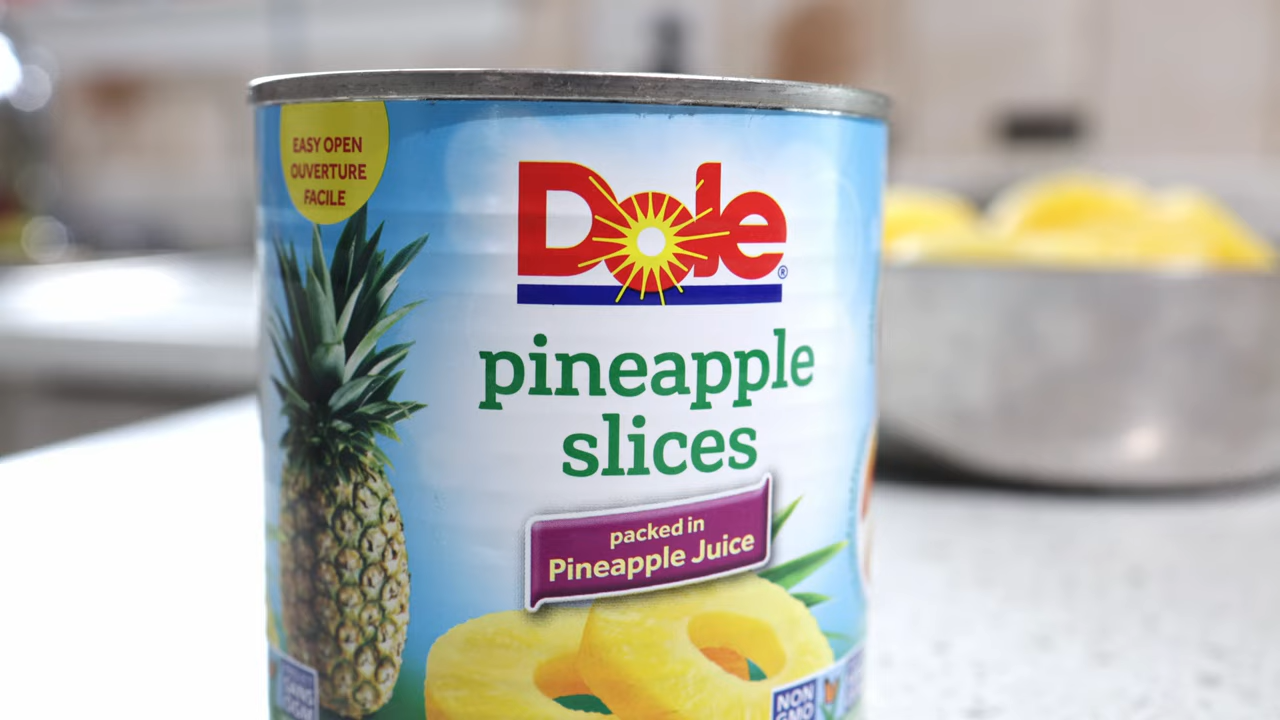 EASY OPEN
OUVERTURE
FACILE
Dole®
pineapple
slices
packed in
Pineapple Juice
NON
GMO